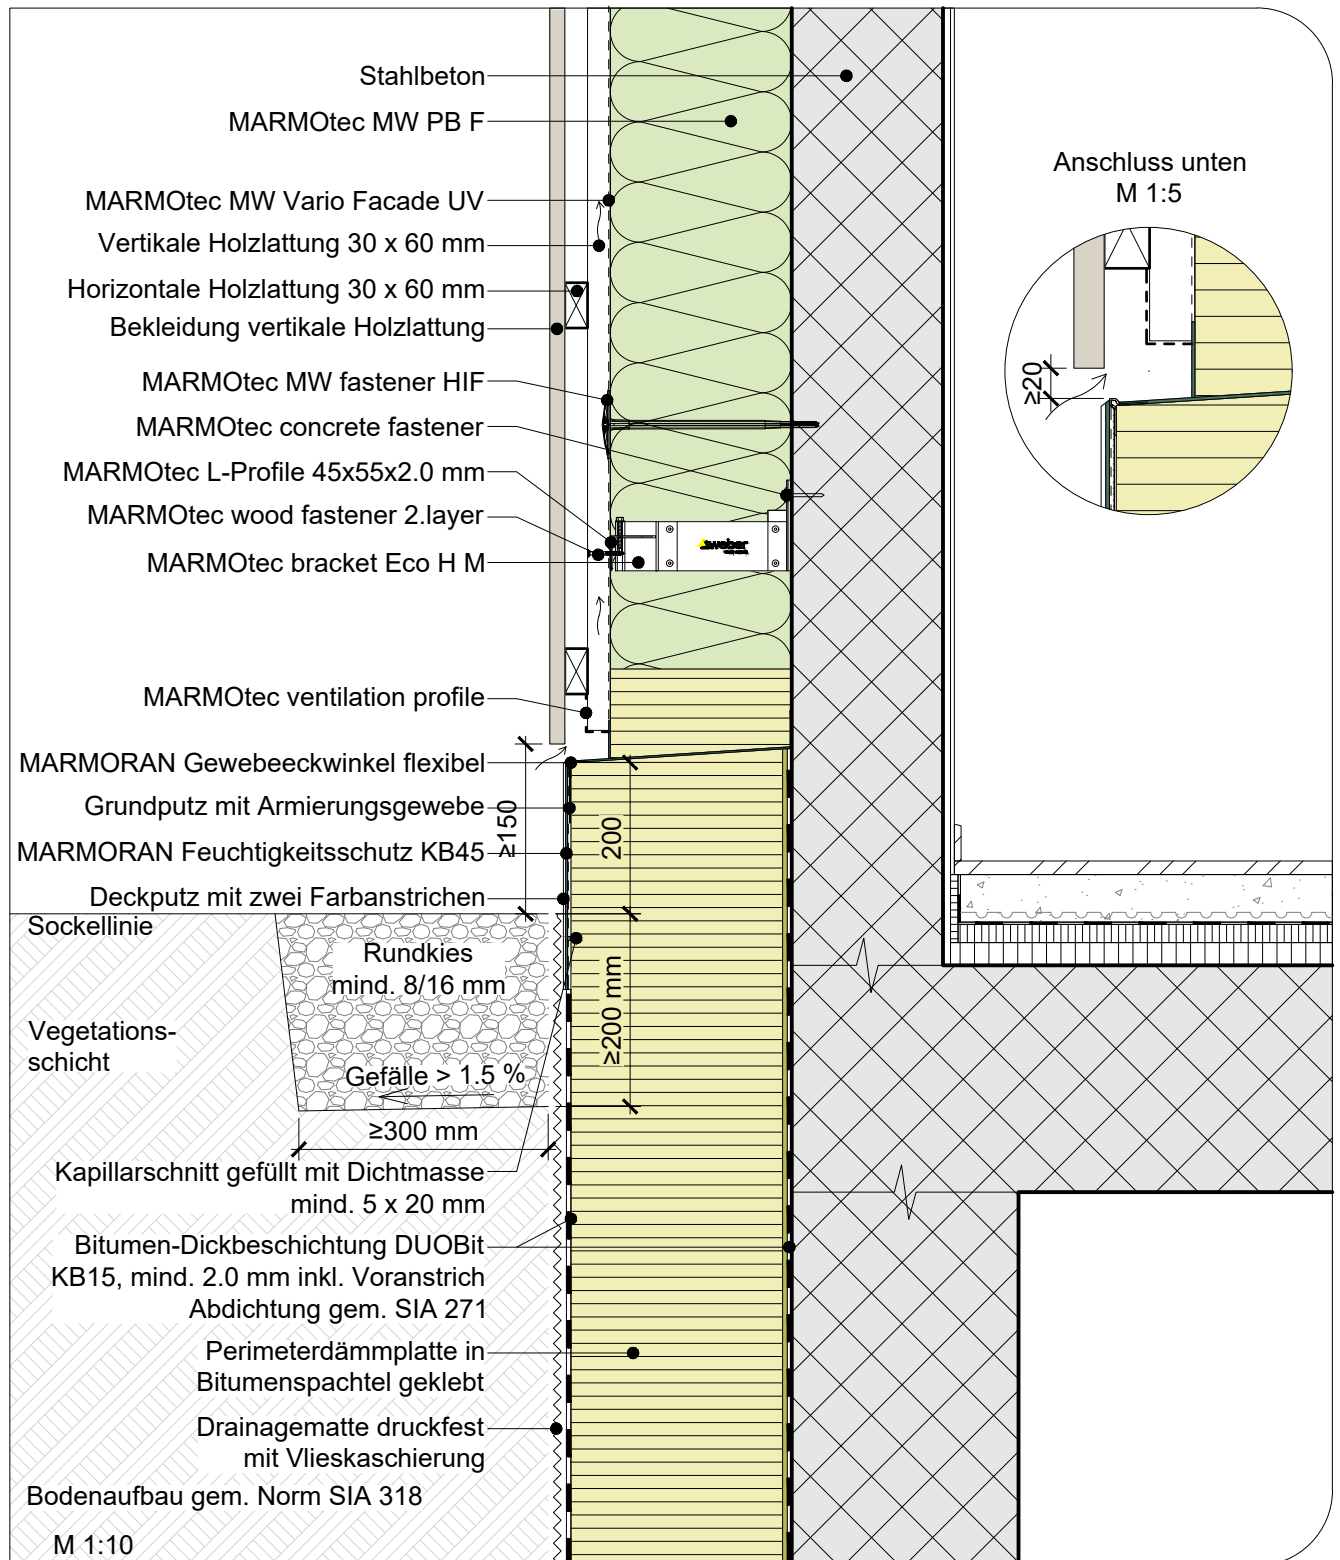 Stahlbeton
MARMOtec MW PB F
Anschluss unten
M 1:5
MARMOtec MW Vario Facade UV
Vertikale Holzlattung 30 x 60 mm
Horizontale Holzlattung 30 x 60 mm
Bekleidung vertikale Holzlattung
MARMOtec MW fastener HIF
≥20
MARMOtec concrete fastener
MARMOtec L-Profile 45x55x2.0 mm
MARMOtec wood fastener 2.layer
weber
MARMOtec bracket Eco H M
MARMOtec ventilation profile
MARMORAN Gewebeeckwinkel flexibel
Grundputz mit Armierungsgewebe
≥150
200
MARMORAN Feuchtigkeitsschutz KB45
Deckputz mit zwei Farbanstrichen
Sockellinie
Rundkies
mind. 8/16 mm
≥200 mm
Vegetations-
schicht
Gefälle > 1.5 %
≥300 mm
Kapillarschnitt gefüllt mit Dichtmasse
mind. 5 x 20 mm
Bitumen-Dickbeschichtung DUOBit
KB15, mind. 2.0 mm inkl. Voranstrich
Abdichtung gem. SIA 271
Perimeterdämmplatte in
Bitumenspachtel geklebt
Drainagematte druckfest
mit Vlieskaschierung
Bodenaufbau gem. Norm SIA 318
M 1:10